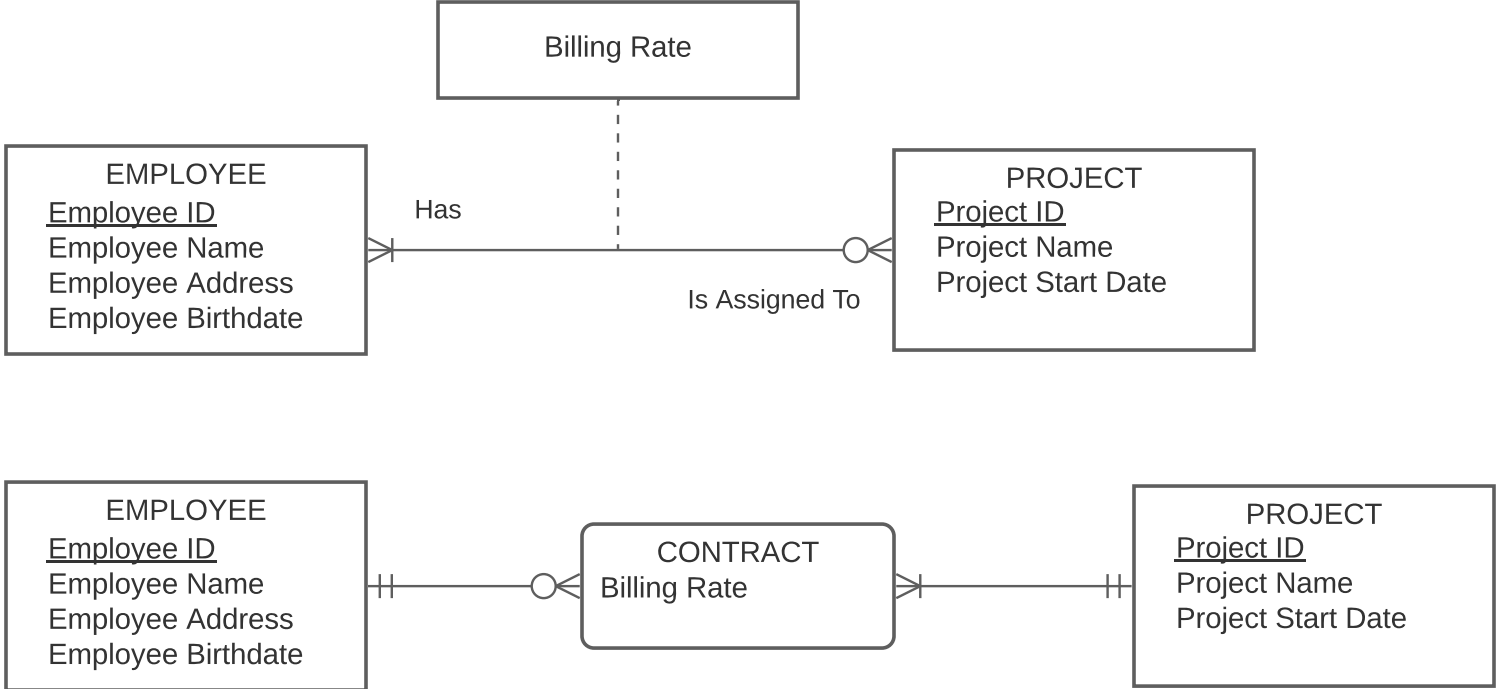 Billing Rate
EMPLOYEE
Employee ID
Employee Name
Employee Address
Employee Birthdate
Has
Is Assigned To
PROJECT
Project ID
Project Name
Project Start Date
EMPLOYEE
Employee ID
Employee Name
Employee Address
Employee Birthdate
CONTRACT
Billing Rate
PROJECT
Project ID
Project Name
Project Start Date